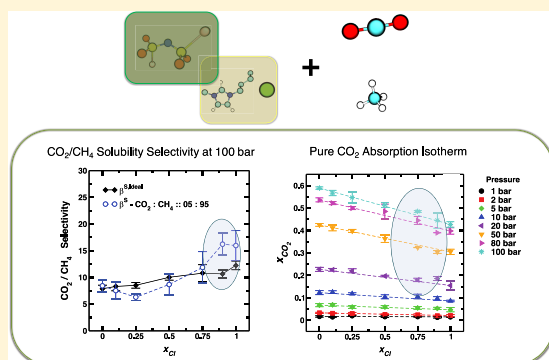 +
CO₂/CH₄ Solubility Selectivity at 100 bar
30
25
20
15
10
5
0
CO₂ / CH₄ Selectivity
β^S,Ideal
β^S - CO₂ : CH₄ :: 05 : 95
0 0.25 0.5 0.75 1
x_Cl
Pure CO₂ Absorption Isotherm
0.6
0.5
0.4
0.3
0.2
0.1
0
x_CO₂
0 0.25 0.5 0.75 1
x_Cl
Pressure
1 bar
2 bar
5 bar
10 bar
20 bar
50 bar
80 bar
100 bar